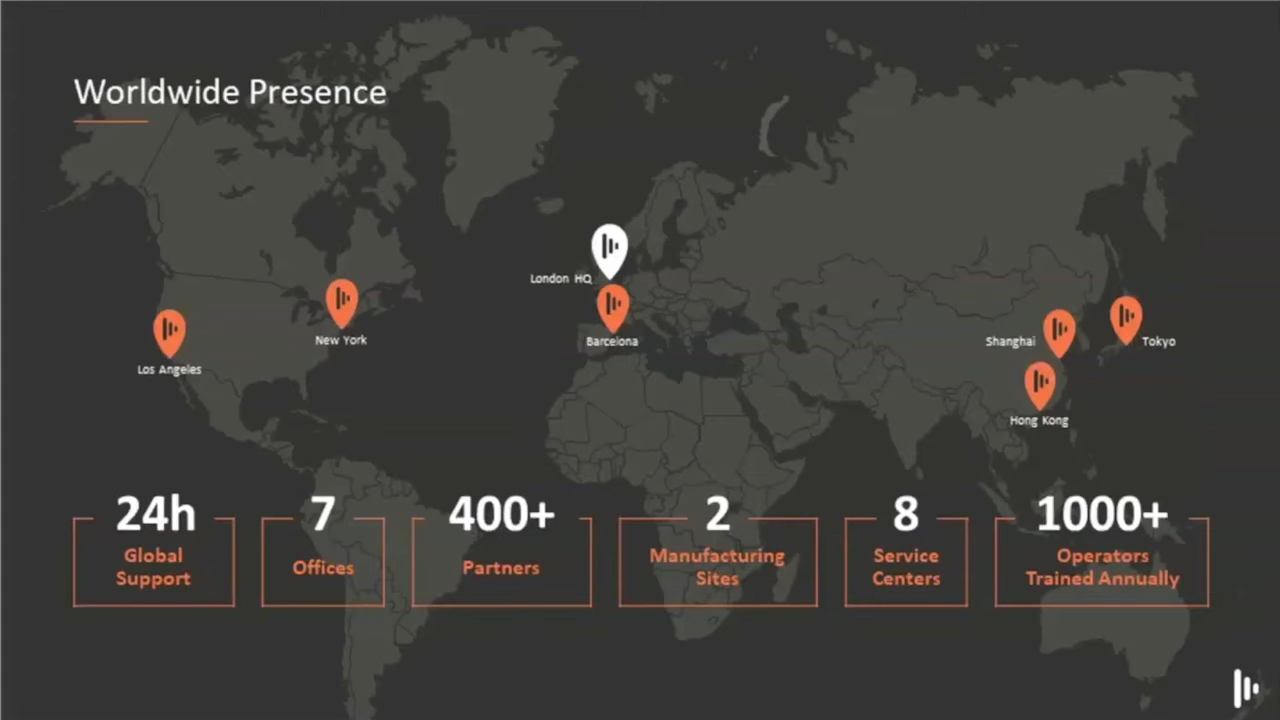 Worldwide Presence
London HQ
New York
Barcelona
Shanghai
Tokyo
Los Angeles
Hong Kong
24h
Global
Support
7
Offices
400+
Partners
2
Manufacturing
Sites
8
Service
Centers
1000+
Operators
Trained Annually